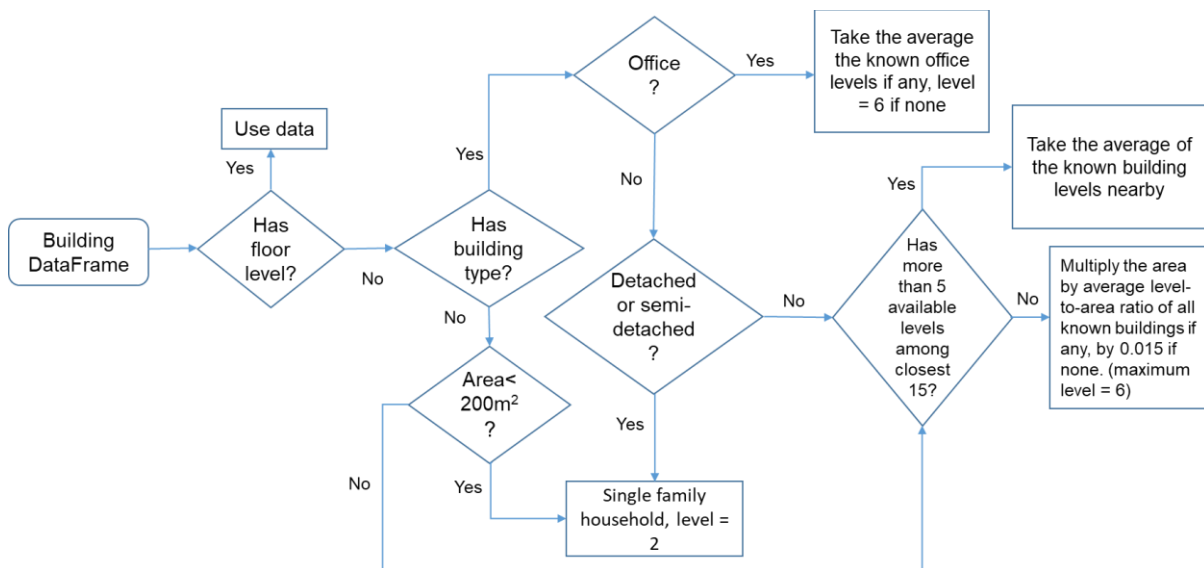 Building
DataFrame
Has
floor
level?
Yes
Use data
No
Has
building
type?
Yes
Office
?
Yes
Take the average
the known office
levels if any, level
= 6 if none
No
Detached
or semi-
detached
?
No
Has
more
than 5
available
levels
among
closest
15?
Yes
Take the average of
the known building
levels nearby
No
Multiply the area
by average level-
to-area ratio of all
known buildings if
any, by 0.015 if
none. (maximum
level = 6)
Yes
No
Area<
200m²
?
No
Yes
Single family
household, level =
2